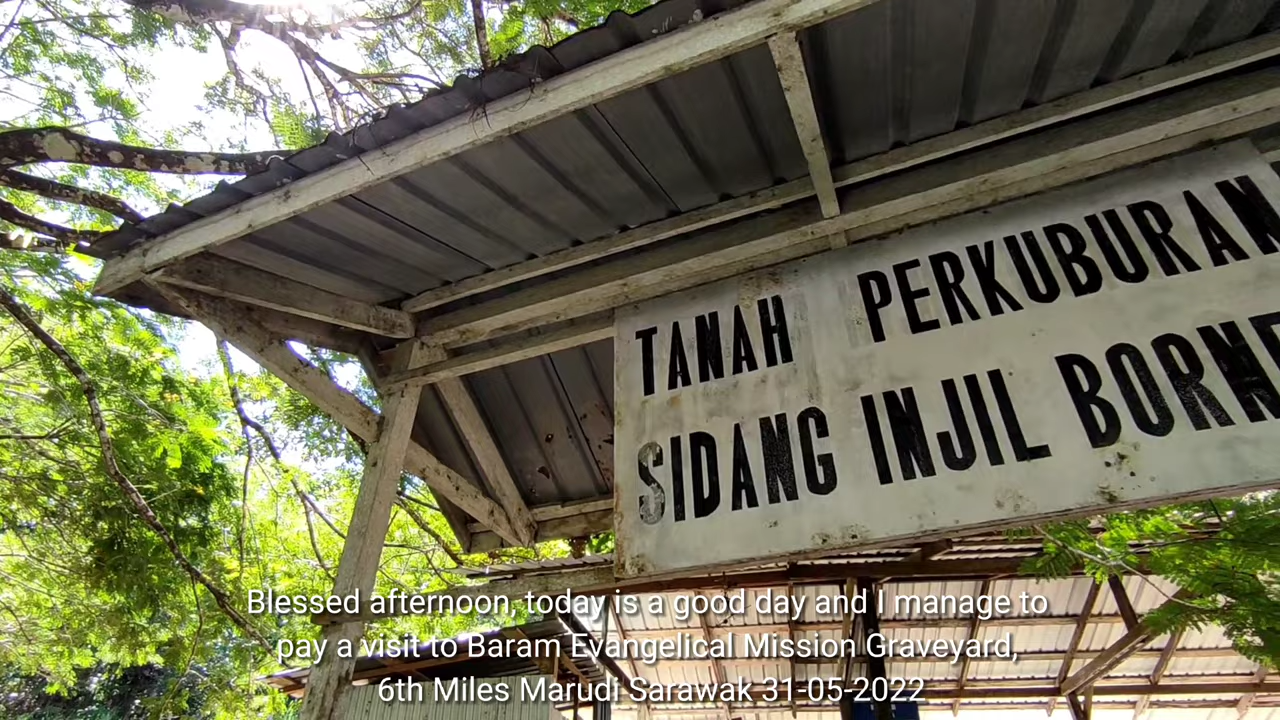 TANAH PERKUBURAN
SIDANG INJIL BORNE
Blessed afternoon, today is a good day and I manage to
pay a visit to Baram Evangelical Mission Graveyard,
6th Miles Marudi Sarawak 31-05-2022